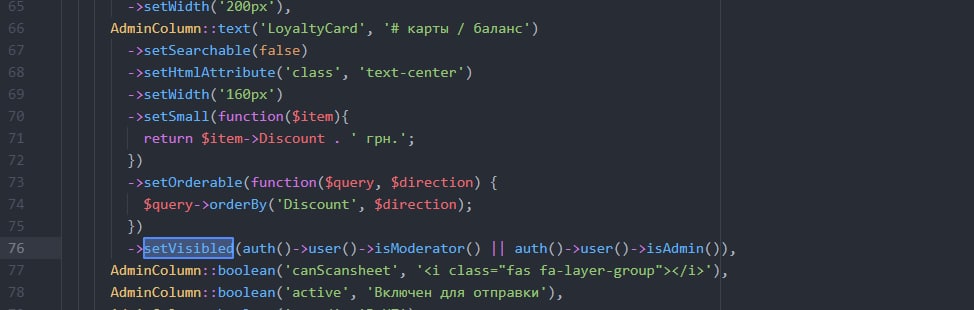 65 ->setWidth('200px'),
66 AdminColumn::text('LoyaltyCard', '# карты / баланс')
67 ->setSearchable(false)
68 ->setHtmlAttribute('class', 'text-center')
69 ->setWidth('160px')
70 ->setSmall(function($item){
71 return $item->Discount . ' грн.';
72 })
73 ->setOrderable(function($query, $direction) {
74 $query->orderBy('Discount', $direction);
75 })
76 ->setVisibled(auth()->user()->isModerator() || auth()->user()->isAdmin()),
77 AdminColumn::boolean('canScansheet', '<i class="fas fa-layer-group"></i>'),
78 AdminColumn::boolean('active', 'Включен для отправки'),